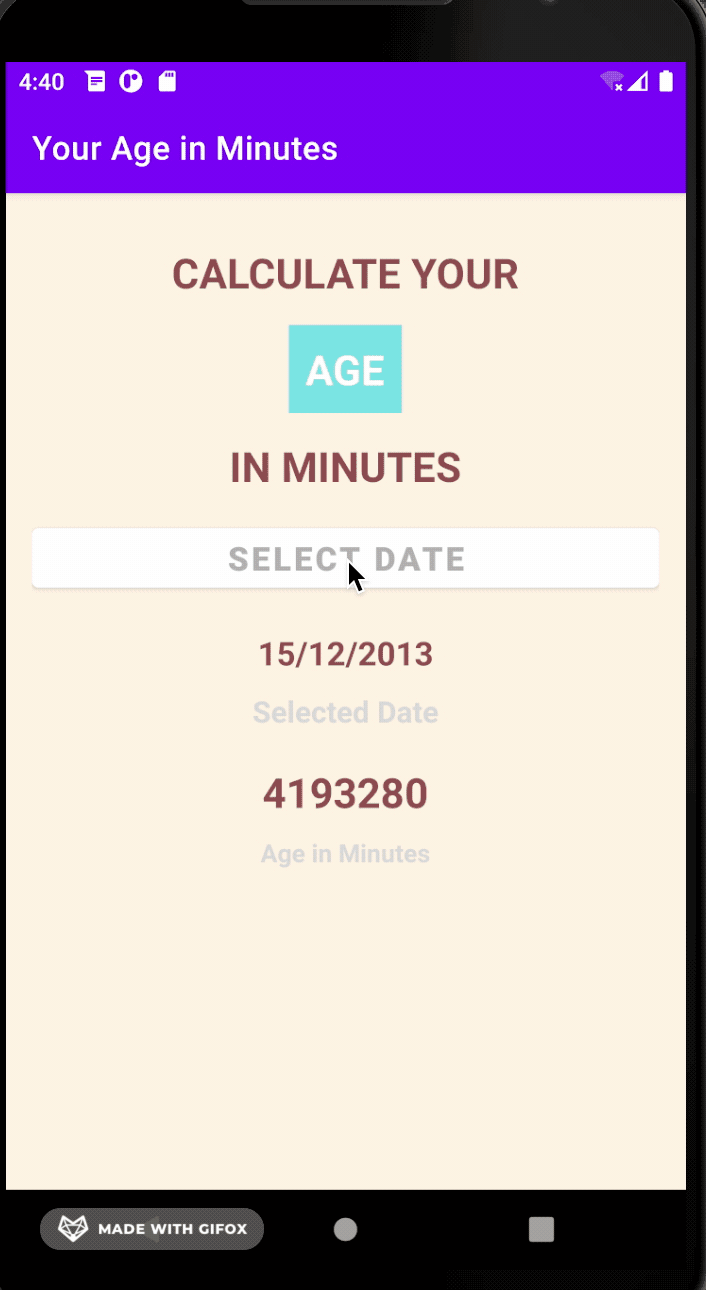 4:40
Your Age in Minutes
CALCULATE YOUR
AGE
IN MINUTES
SELECT DATE
15/12/2013
Selected Date
4193280
Age in Minutes
MADE WITH GIFOX